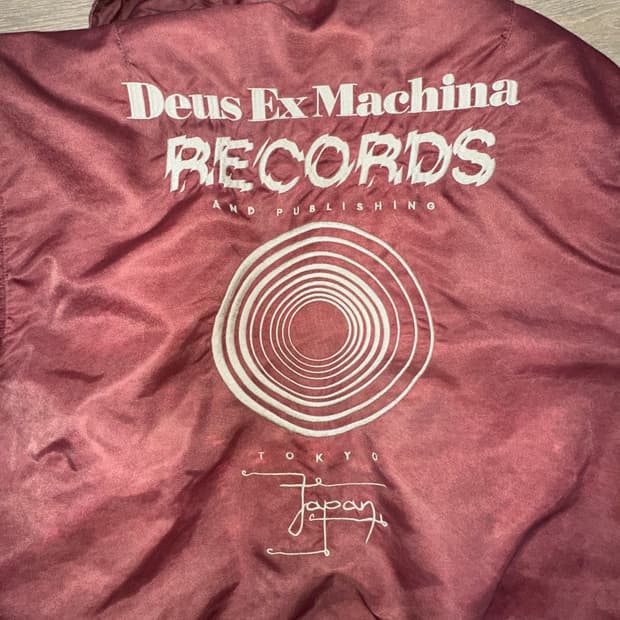 Deus Ex Machina
RECORDS
AND PUBLISHING
TOKYO
Japan